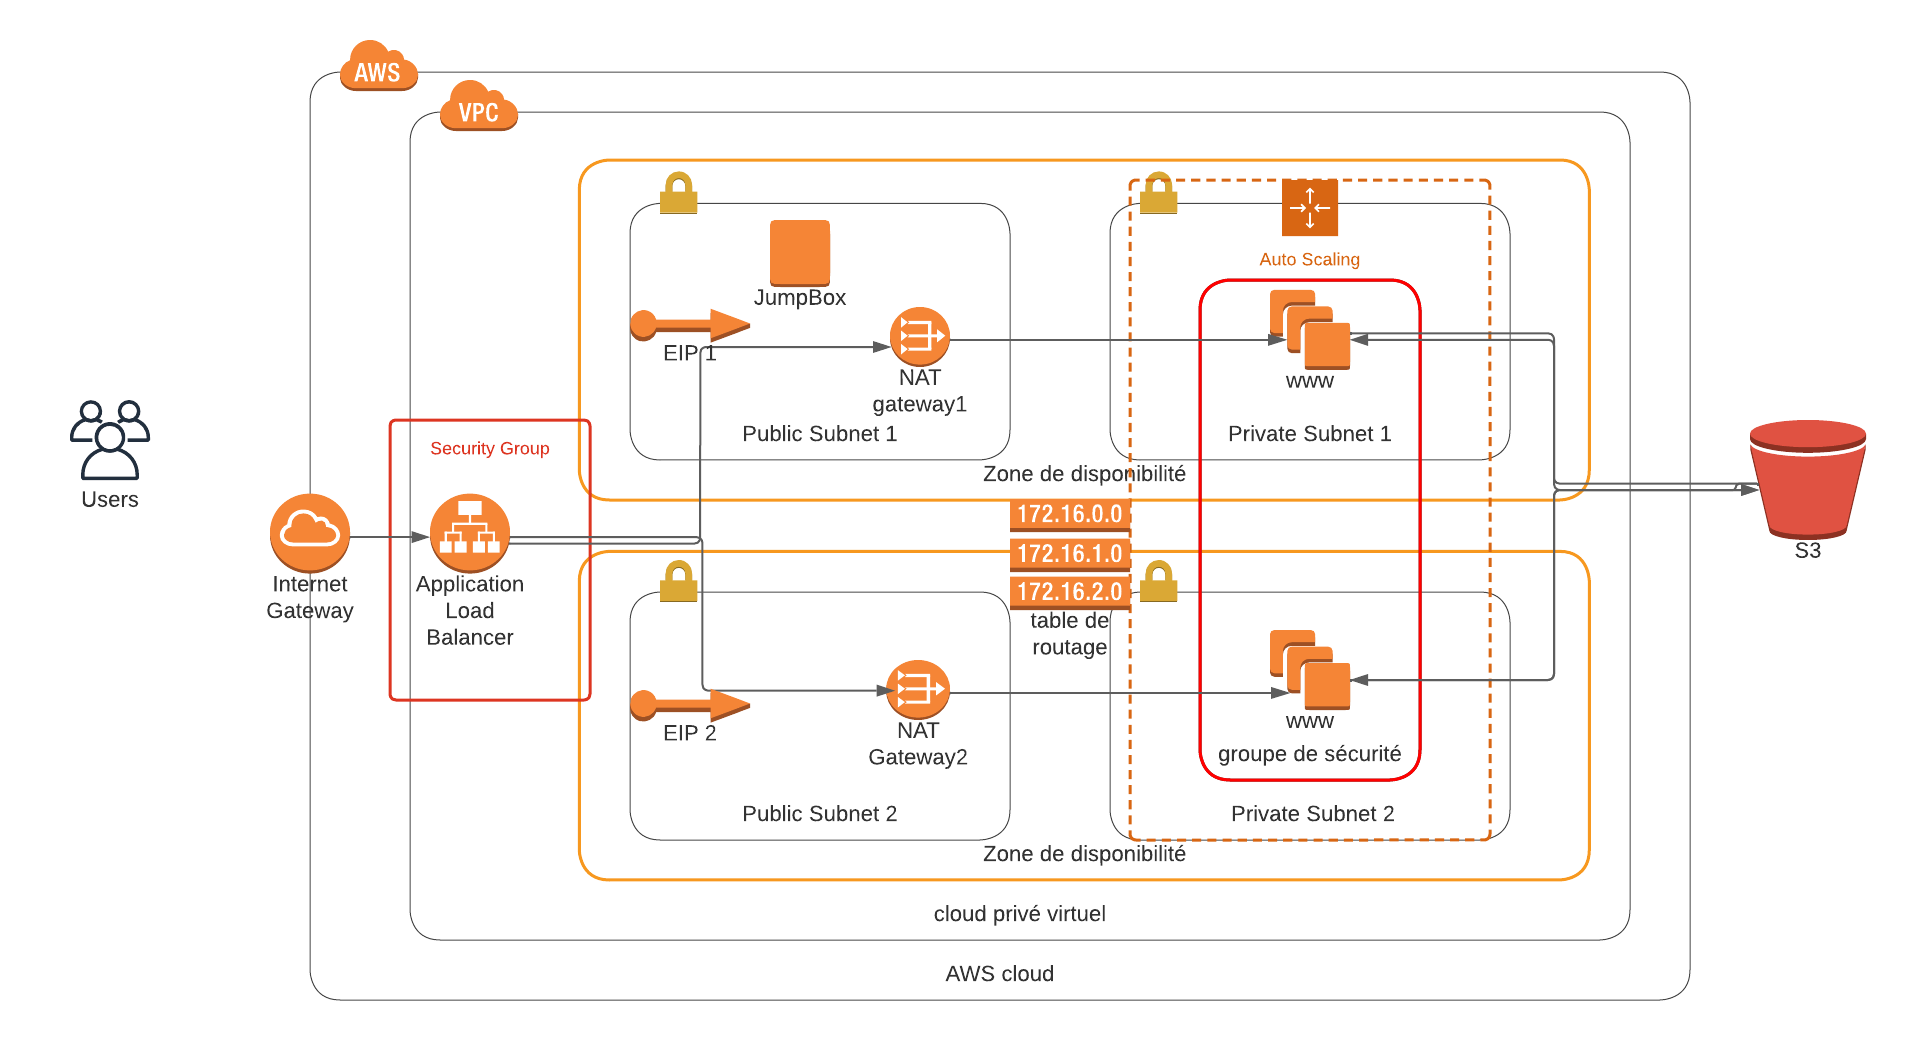 AWS
VPC
JumpBox
EIP 1
NAT
gateway1
Public Subnet 1
Auto Scaling
www
Private Subnet 1
Zone de disponibilité
Users
Security Group
Internet
Gateway
Application
Load
Balancer
172.16.0.0
172.16.1.0
172.16.2.0
table de
routage
S3
EIP 2
NAT
Gateway2
Public Subnet 2
www
groupe de sécurité
Private Subnet 2
Zone de disponibilité
cloud privé virtuel
AWS cloud